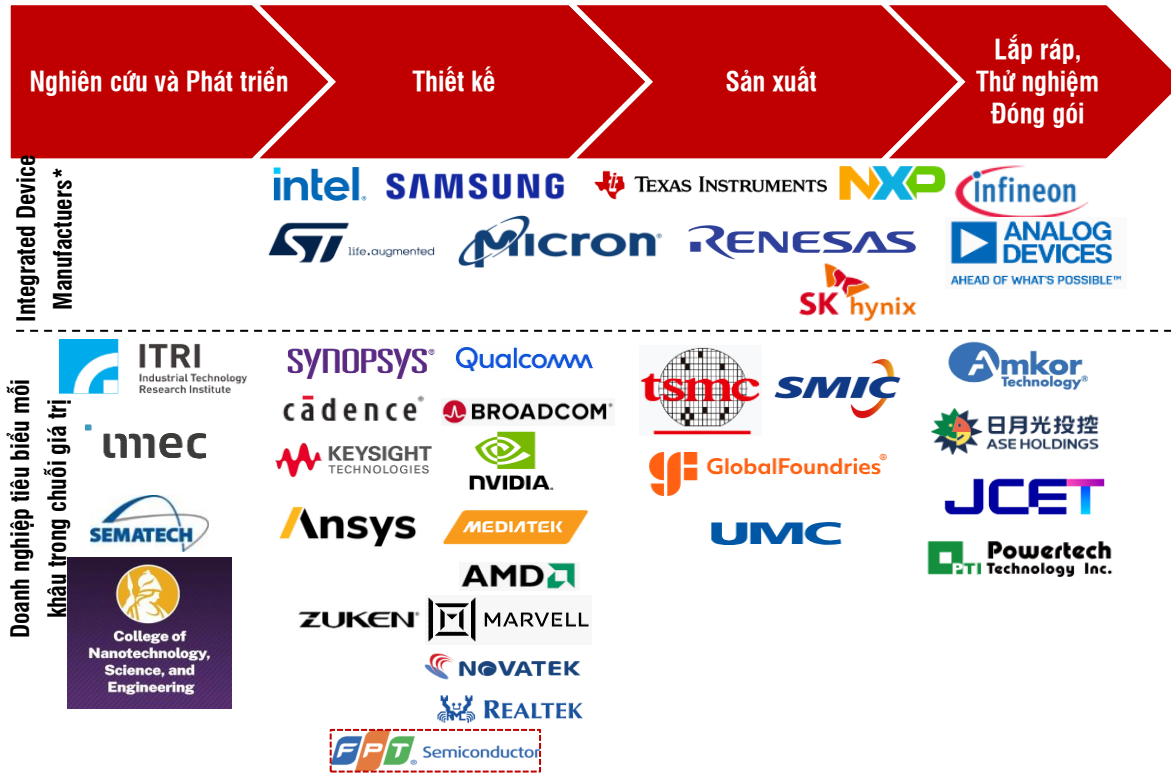 Nghiên cứu và Phát triển
Thiết kế
Sản xuất
Lắp ráp,
Thử nghiệm
Đóng gói
Integrated Device
Manufactuers*
intel.
SAMSUNG
TEXAS INSTRUMENTS
NXP
infineon
ST
life.augmented
Micron®
RENESAS
ANALOG
DEVICES
AHEAD OF WHAT'S POSSIBLE™
SK hynix
Doanh nghiệp tiêu biểu mỗi
khâu trong chuỗi giá trị
ITRI
Industrial Technology
Research Institute
imec
SEMATECH
College of
Nanotechnology,
Science, and
Engineering
SYNOPSYS®
cādence®
KEYSIGHT
TECHNOLOGIES
Ansys
ZUKEN®
Qualcomm
BROADCOM®
NVIDIA.
MEDIATEK
AMD
MARVELL
NOVATEK
REALTEK
FPT® Semiconductor
tsmc
SMIC
GF GlobalFoundries®
UMC
Amkor
Technology®
日月光投控
ASE HOLDINGS
JCET
PTI
Powertech
Technology Inc.